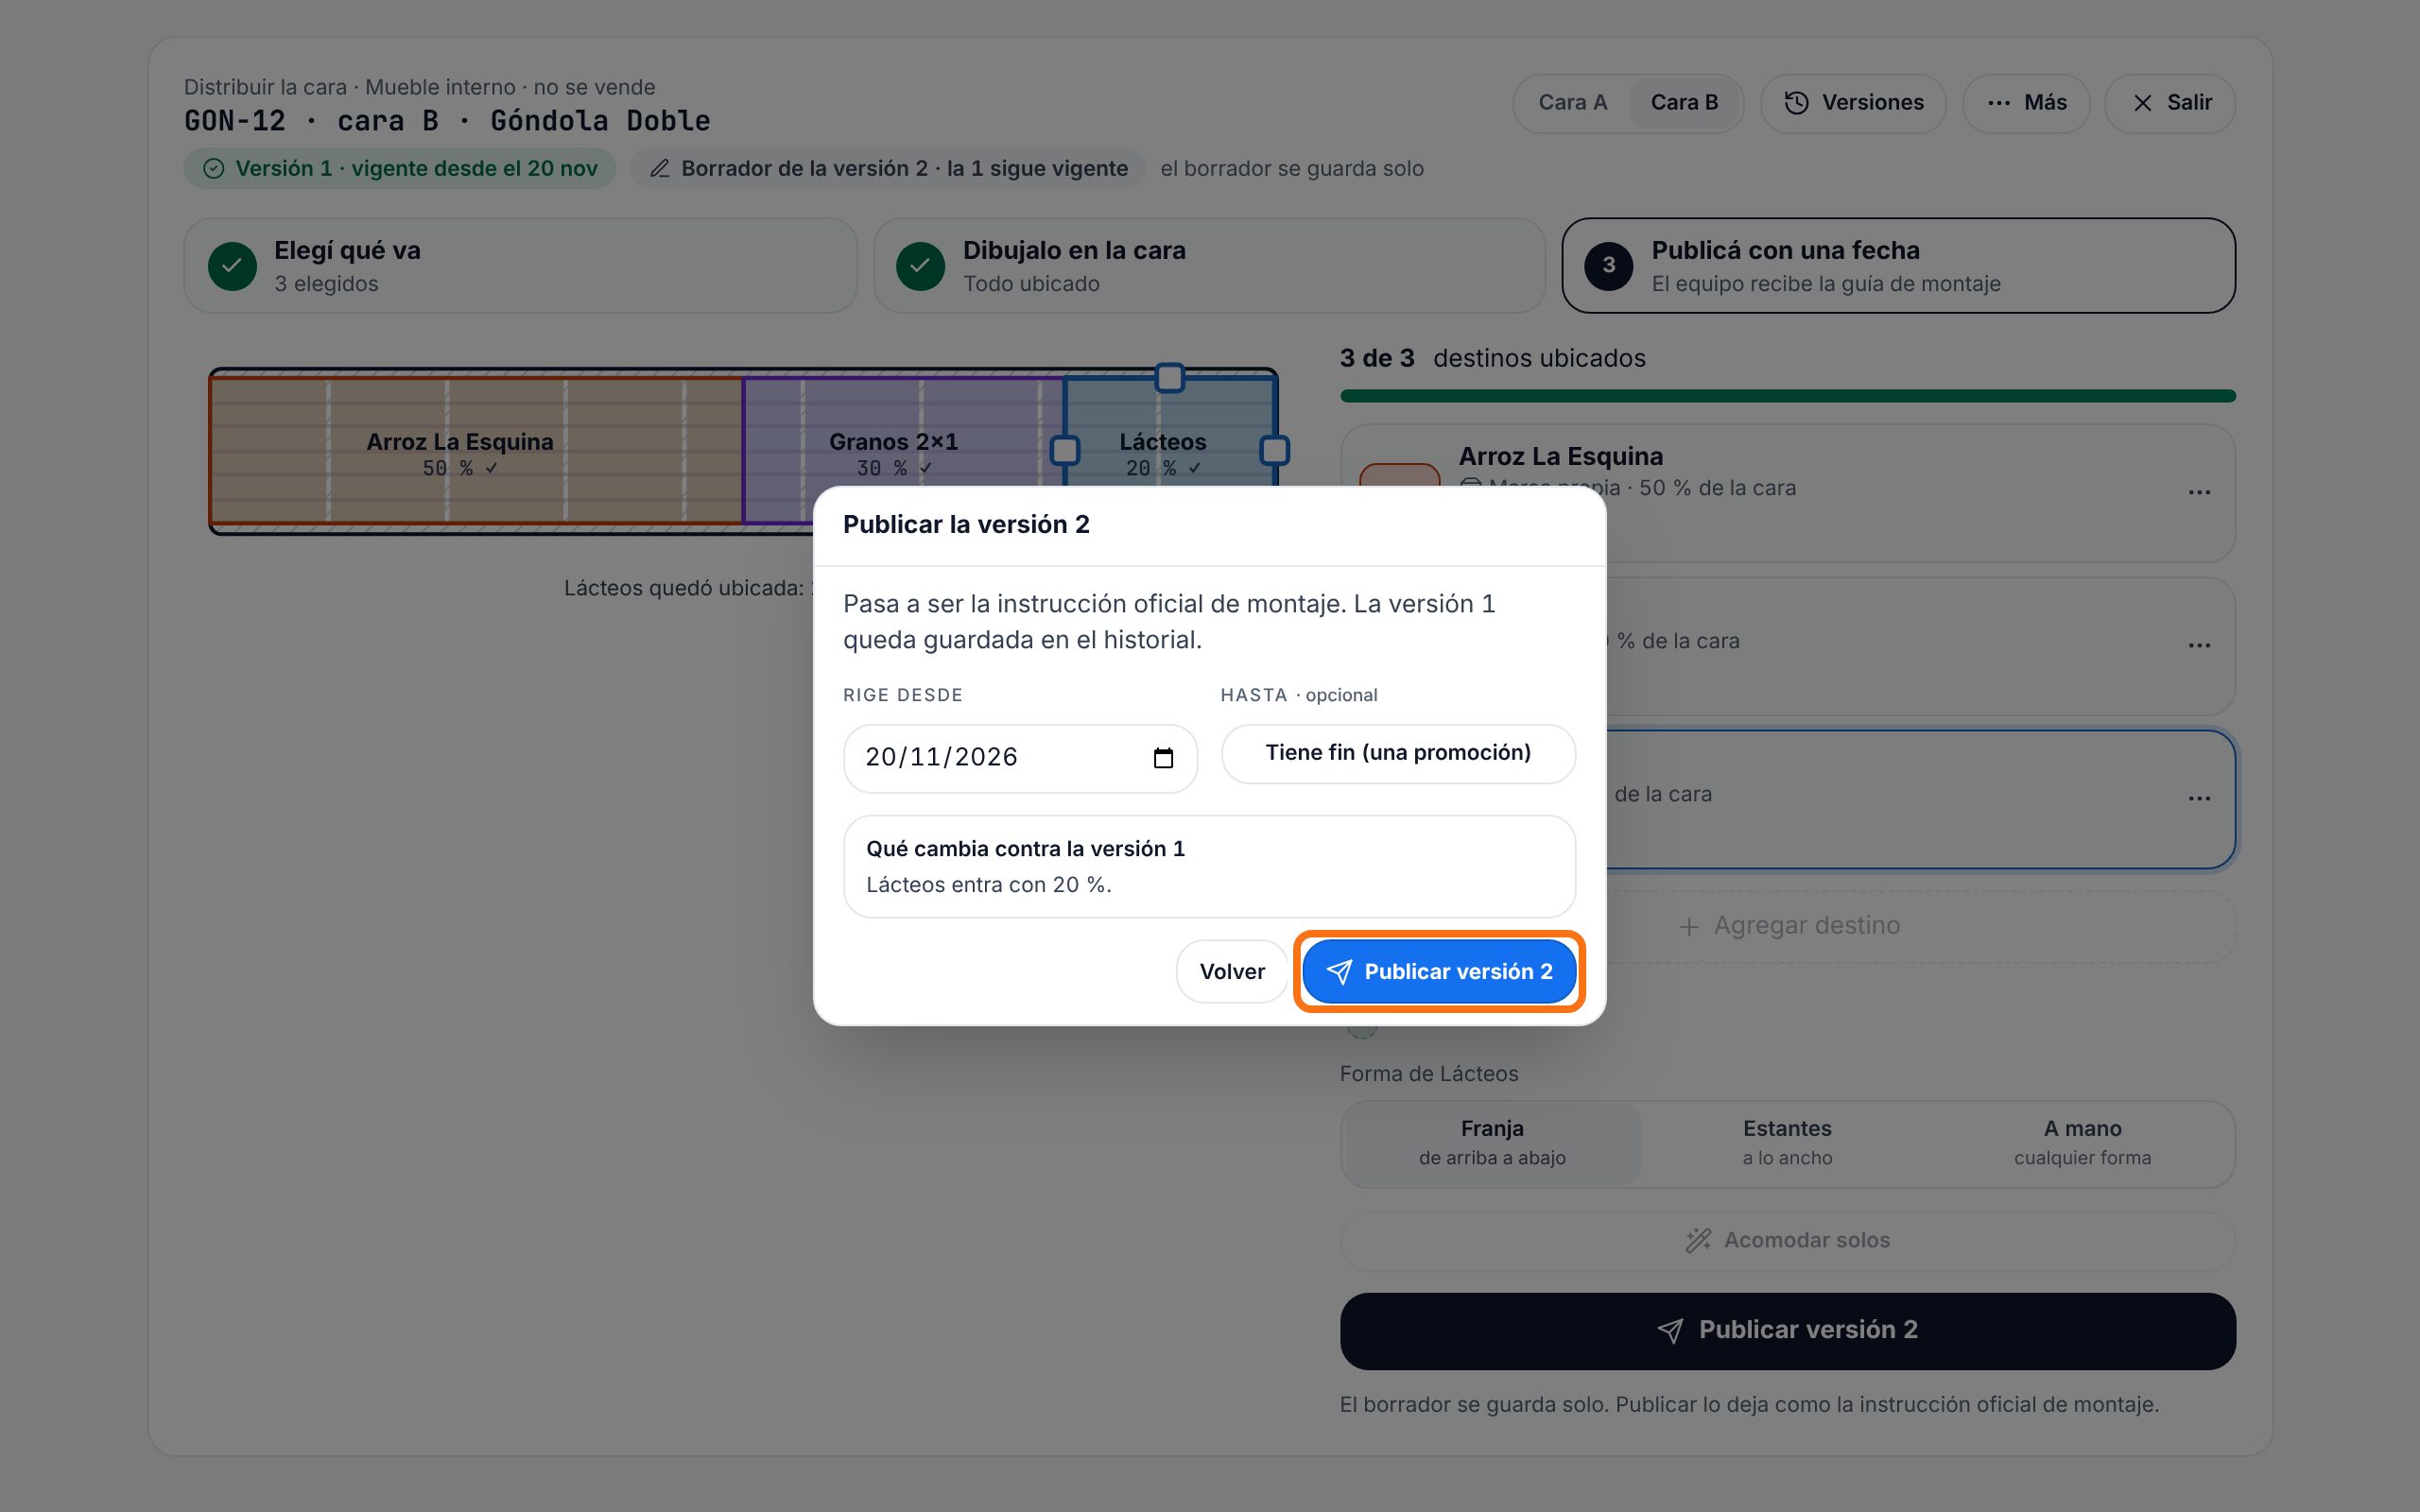 Distribuir la cara · Mueble interno · no se vende
GON-12 · cara B · Góndola Doble
Cara A
Cara B
Versiones
Más
Salir
Versión 1 · vigente desde el 20 nov
Borrador de la versión 2 · la 1 sigue vigente
el borrador se guarda solo
Elegí qué va
3 elegidos
Dibujalo en la cara
Todo ubicado
3
Publicá con una fecha
El equipo recibe la guía de montaje
3 de 3 destinos ubicados
Arroz La Esquina
50 % ✓
Granos 2×1
30 % ✓
Lácteos
20 % ✓
Lácteos quedó ubicada:
Arroz La Esquina
Marca propia · 50 % de la cara
% de la cara
de la cara
Agregar destino
Publicar la versión 2
Pasa a ser la instrucción oficial de montaje. La versión 1
queda guardada en el historial.
RIGE DESDE
HASTA · opcional
20/11/2026
Tiene fin (una promoción)
Qué cambia contra la versión 1
Lácteos entra con 20 %.
Volver
Publicar versión 2
Forma de Lácteos
Franja
de arriba a abajo
Estantes
a lo ancho
A mano
cualquier forma
Acomodar solos
Publicar versión 2
El borrador se guarda solo. Publicar lo deja como la instrucción oficial de montaje.